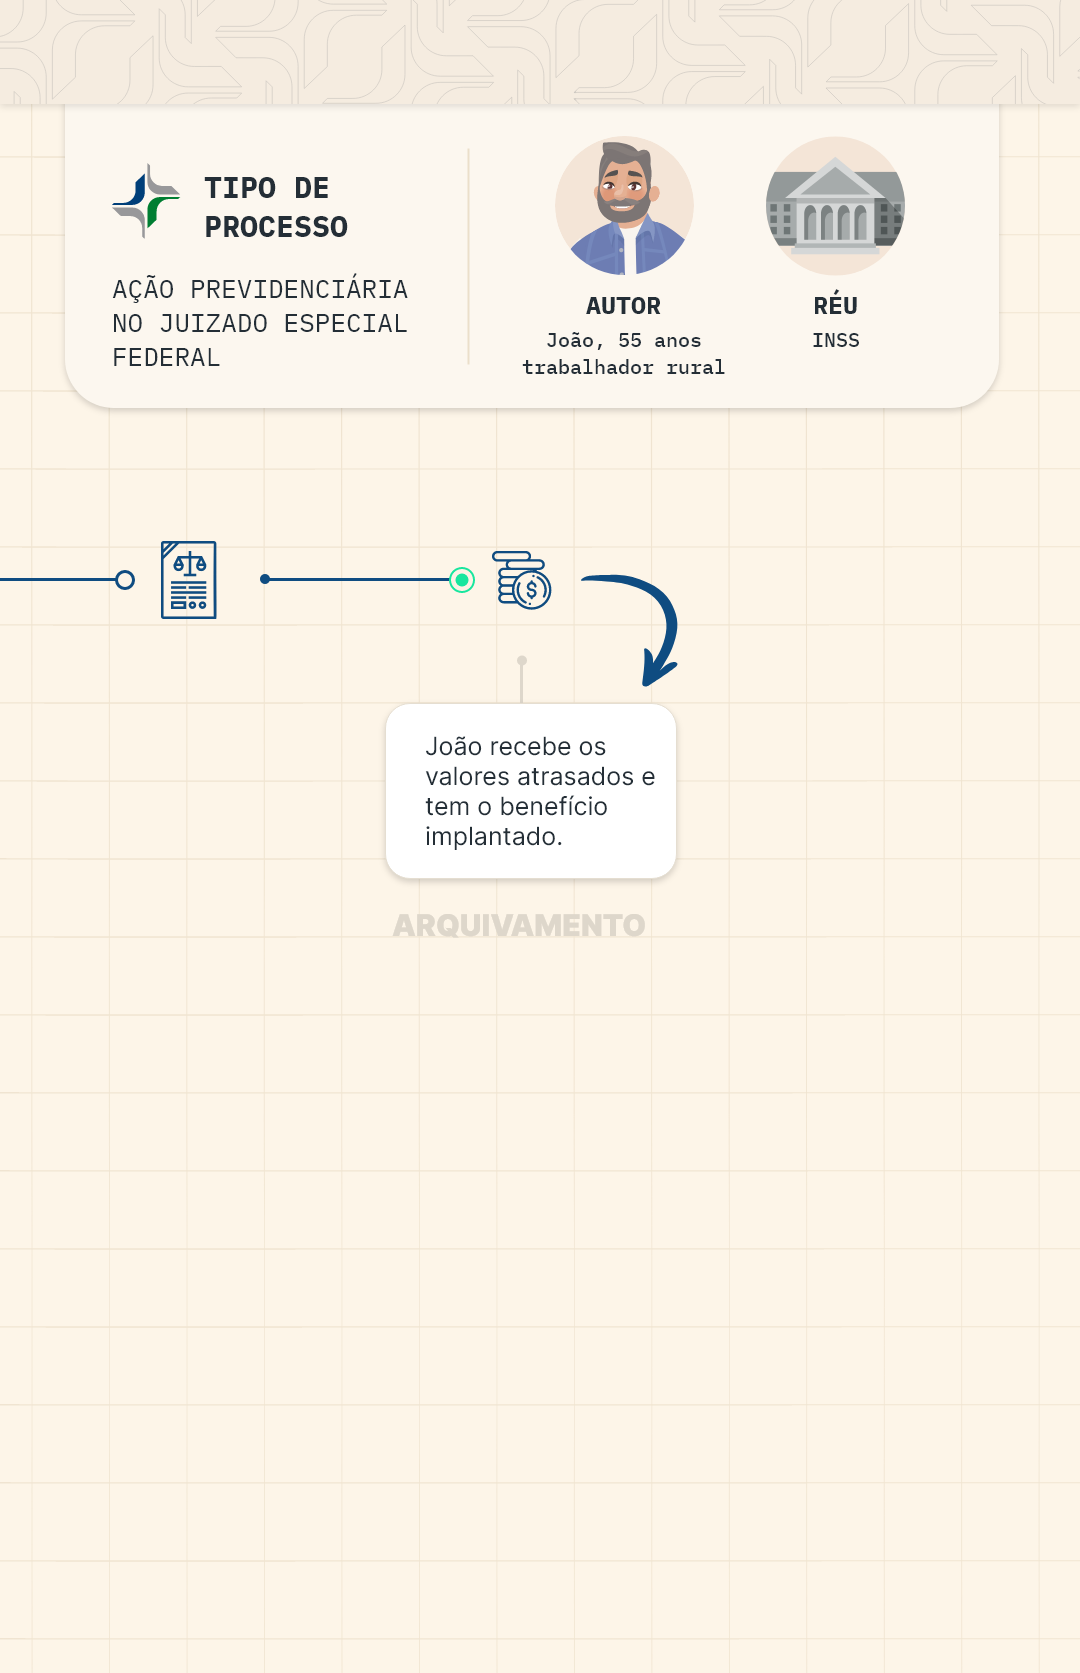 TIPO DE
PROCESSO
AÇÃO PREVIDENCIÁRIA
NO JUIZADO ESPECIAL
FEDERAL
AUTOR
João, 55 anos
trabalhador rural
RÉU
INSS
$
João recebe os
valores atrasados e
tem o benefício
implantado.
ARQUIVAMENTO